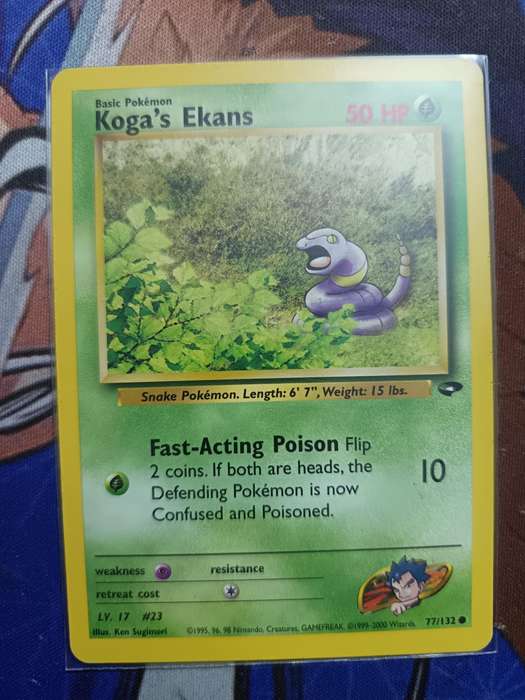 Basic Pokémon
Koga's Ekans 50 HP
Snake Pokémon. Length: 6' 7", Weight: 15 lbs.
Fast-Acting Poison Flip
2 coins. If both are heads, the
Defending Pokémon is now
Confused and Poisoned.
10
weakness resistance
retreat cost
LV. 17 #23
Illus. Ken Sugimori ©1995, 96, 98 Nintendo, Creatures, GAMEFREAK. ©1999-2000 Wizards. 77/132